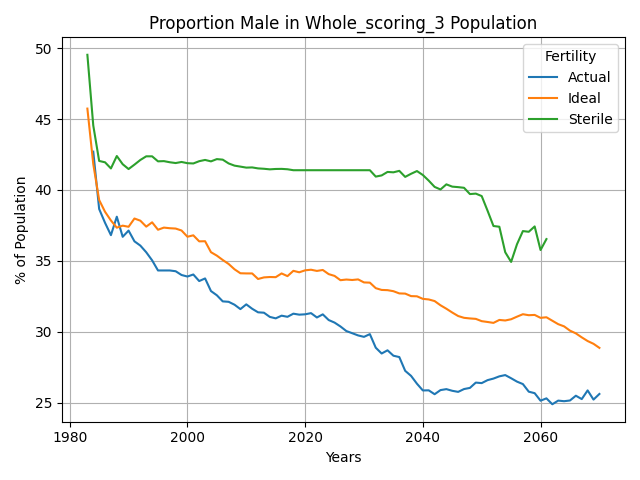 Proportion Male in Whole_scoring_3 Population
% of Population
50
45
40
35
30
25
1980
2000
2020
2040
2060
Years
Fertility
Actual
Ideal
Sterile